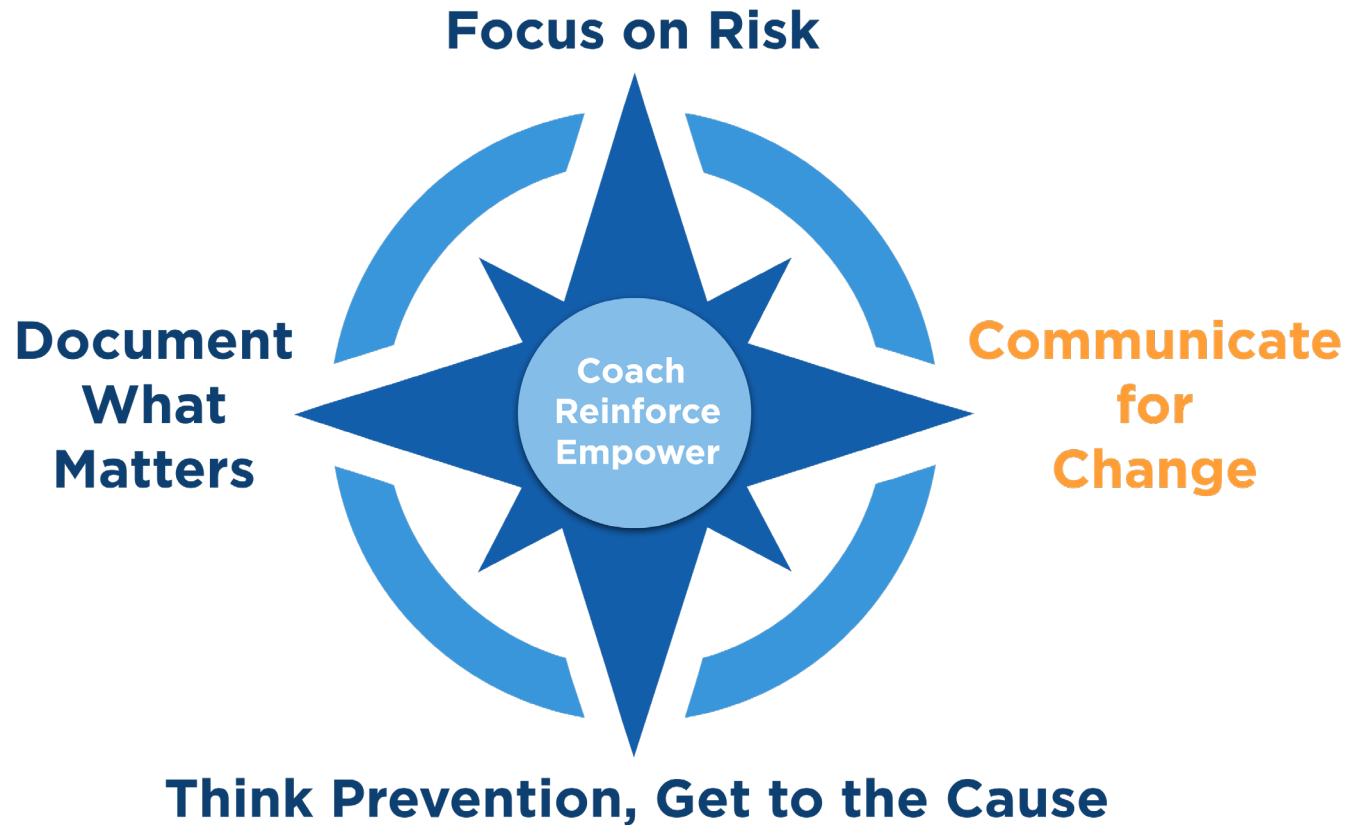 Focus on Risk
Document
What
Matters
Coach
Reinforce
Empower
Communicate
for
Change
Think Prevention, Get to the Cause